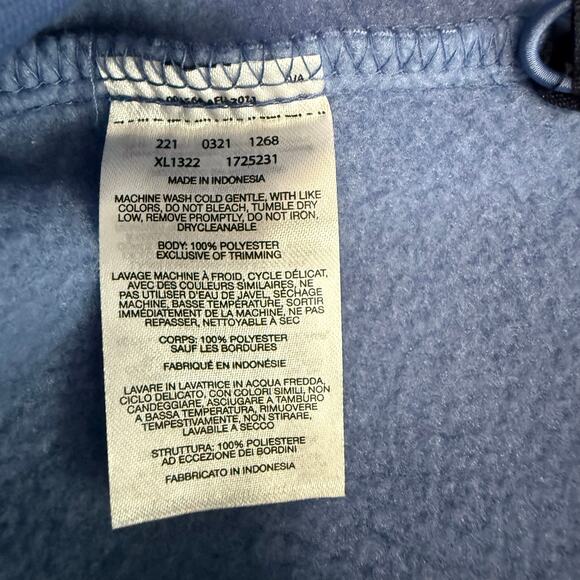 221 0321 1268
XL1322 1725231
MADE IN INDONESIA
MACHINE WASH COLD GENTLE, WITH LIKE
COLORS, DO NOT BLEACH, TUMBLE DRY
LOW, REMOVE PROMPTLY, DO NOT IRON,
DRYCLEANABLE
BODY: 100% POLYESTER
EXCLUSIVE OF TRIMMING
LAVAGE MACHINE À FROID, CYCLE DÉLICAT,
AVEC DES COULEURS SIMILAIRES, NE
PAS UTILISER D'EAU DE JAVEL, SÉCHAGE
MACHINE, BASSE TEMPÉRATURE, SORTIR
IMMÉDIATEMENT DE LA MACHINE, NE PAS
REPASSER, NETTOYABLE À SEC
CORPS: 100% POLYESTER
SAUF LES BORDURES
FABRIQUÉ EN INDONÉSIE
LAVARE IN LAVATRICE IN ACQUA FREDDA,
CICLO DELICATO, CON COLORI SIMILI, NON
CANDEGGIARE, ASCIUGARE A TAMBURO
A BASSA TEMPERATURA, RIMUOVERE
TEMPESTIVAMENTE, NON STIRARE,
LAVABILE A SECCO
STRUTTURA: 100% POLIESTERE
AD ECCEZIONE DEI BORDINI
FABBRICATO IN INDONESIA